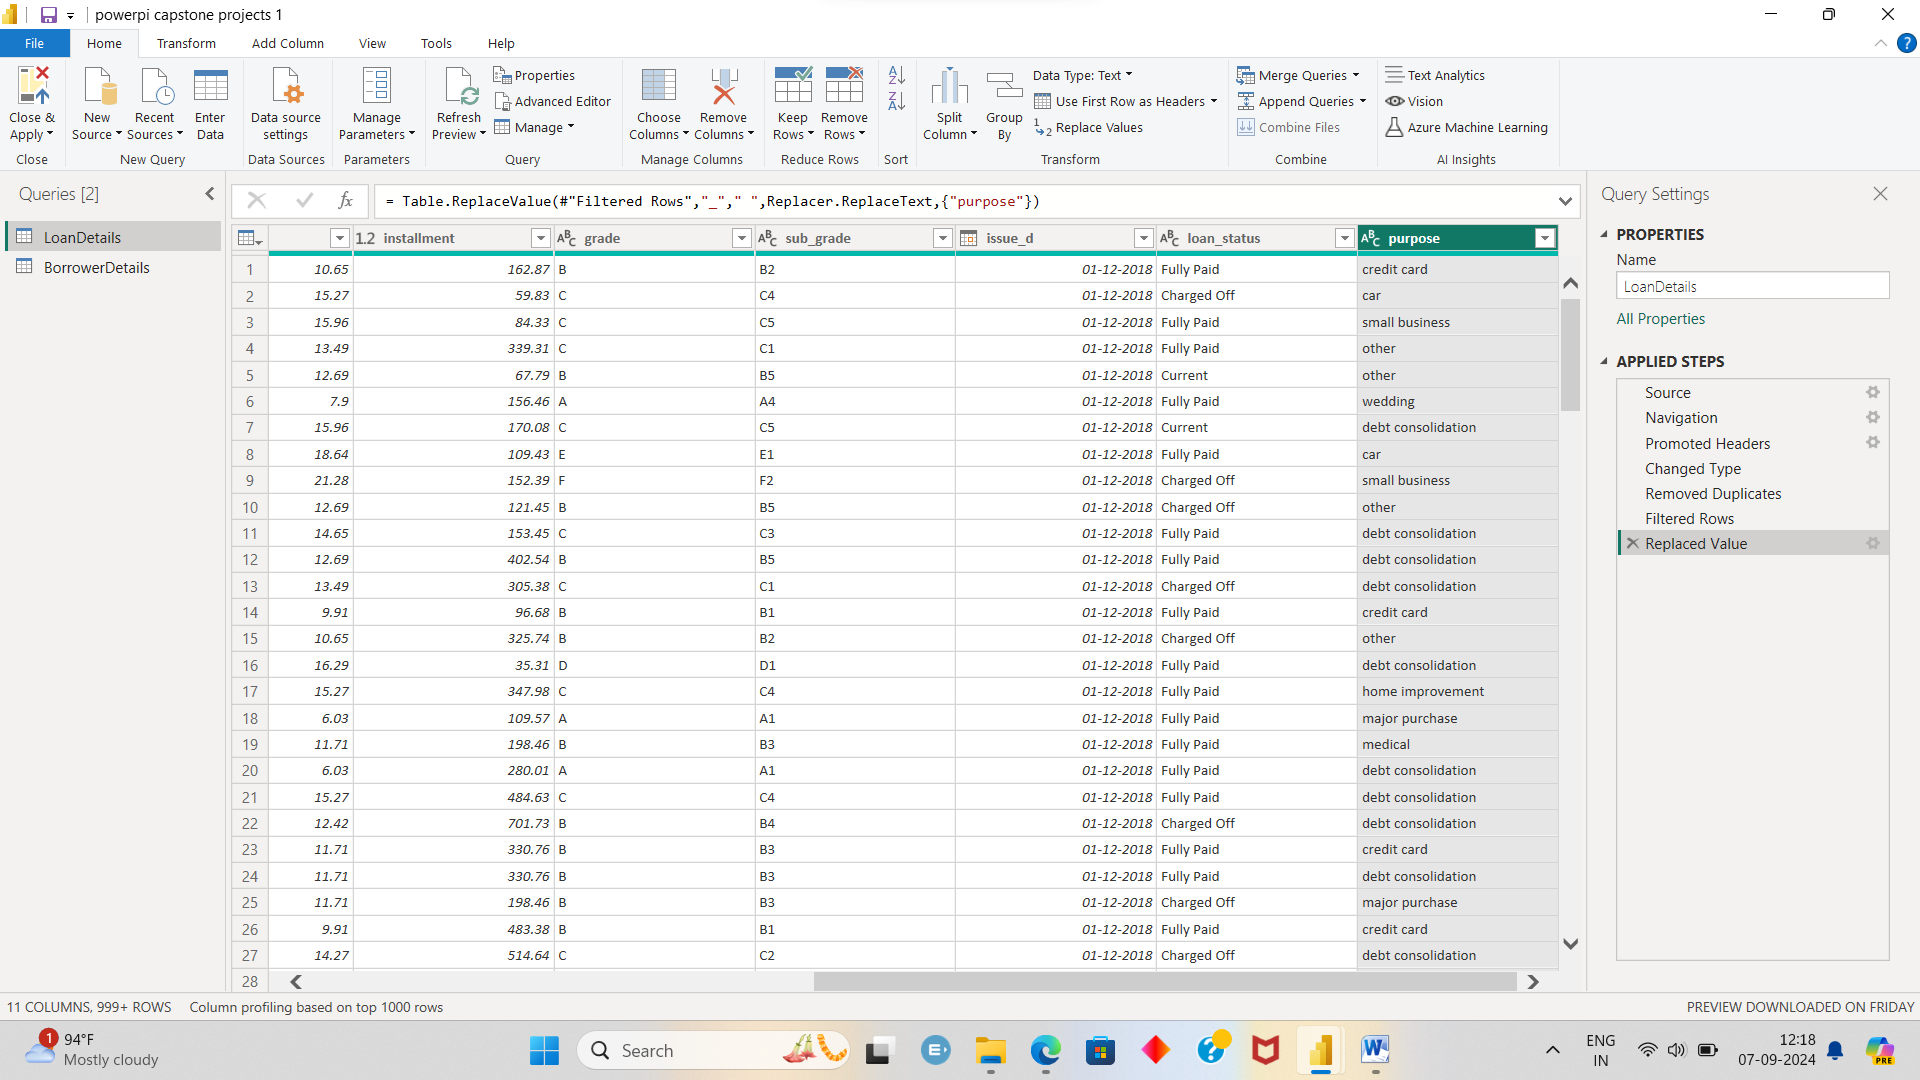 powerpi capstone projects 1
File Home Transform Add Column View Tools Help
Close & Apply
Close
New Source
Recent Sources
Enter Data
New Query
Data source settings
Data Sources
Manage Parameters
Parameters
Refresh Preview
Properties
Advanced Editor
Manage
Query
Choose Columns
Remove Columns
Manage Columns
Keep Rows
Remove Rows
Reduce Rows
Sort
Split Column
Group By
Data Type: Text
Use First Row as Headers
Replace Values
Transform
Merge Queries
Append Queries
Combine Files
Combine
Text Analytics
Vision
Azure Machine Learning
AI Insights
Queries [2]
LoanDetails
BorrowerDetails
fx = Table.ReplaceValue(#"Filtered Rows","_"," ",Replacer.ReplaceText,{"purpose"})
1.2 installment ABC grade ABC sub_grade issue_d ABC loan_status ABC purpose
1 10.65 162.87 B B2 01-12-2018 Fully Paid credit card
2 15.27 59.83 C C4 01-12-2018 Charged Off car
3 15.96 84.33 C C5 01-12-2018 Fully Paid small business
4 13.49 339.31 C C1 01-12-2018 Fully Paid other
5 12.69 67.79 B B5 01-12-2018 Current other
6 7.9 156.46 A A4 01-12-2018 Fully Paid wedding
7 15.96 170.08 C C5 01-12-2018 Current debt consolidation
8 18.64 109.43 E E1 01-12-2018 Fully Paid car
9 21.28 152.39 F F2 01-12-2018 Charged Off small business
10 12.69 121.45 B B5 01-12-2018 Charged Off other
11 14.65 153.45 C C3 01-12-2018 Fully Paid debt consolidation
12 12.69 402.54 B B5 01-12-2018 Fully Paid debt consolidation
13 13.49 305.38 C C1 01-12-2018 Charged Off debt consolidation
14 9.91 96.68 B B1 01-12-2018 Fully Paid credit card
15 10.65 325.74 B B2 01-12-2018 Charged Off other
16 16.29 35.31 D D1 01-12-2018 Fully Paid debt consolidation
17 15.27 347.98 C C4 01-12-2018 Fully Paid home improvement
18 6.03 109.57 A A1 01-12-2018 Fully Paid major purchase
19 11.71 198.46 B B3 01-12-2018 Fully Paid medical
20 6.03 280.01 A A1 01-12-2018 Fully Paid debt consolidation
21 15.27 484.63 C C4 01-12-2018 Fully Paid debt consolidation
22 12.42 701.73 B B4 01-12-2018 Charged Off debt consolidation
23 11.71 330.76 B B3 01-12-2018 Fully Paid credit card
24 11.71 330.76 B B3 01-12-2018 Fully Paid debt consolidation
25 11.71 198.46 B B3 01-12-2018 Charged Off major purchase
26 9.91 483.38 B B1 01-12-2018 Fully Paid credit card
27 14.27 514.64 C C2 01-12-2018 Charged Off debt consolidation
28
Query Settings
PROPERTIES
Name
LoanDetails
All Properties
APPLIED STEPS
Source
Navigation
Promoted Headers
Changed Type
Removed Duplicates
Filtered Rows
Replaced Value
11 COLUMNS, 999+ ROWS Column profiling based on top 1000 rows
PREVIEW DOWNLOADED ON FRIDAY
1
94°F
Mostly cloudy
Search
ENG
IN
12:18
07-09-2024
PRE